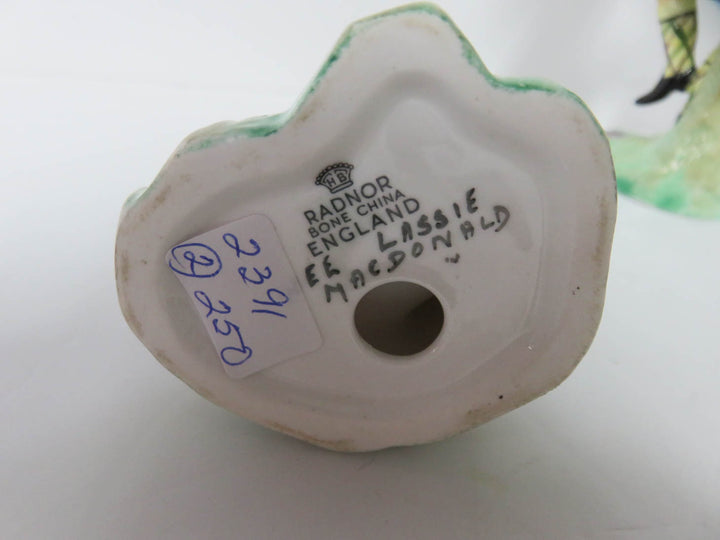 HB
RADNOR
BONE CHINA
ENGLAND
EE LASSIE
MACDONALD
2391
(2) 250